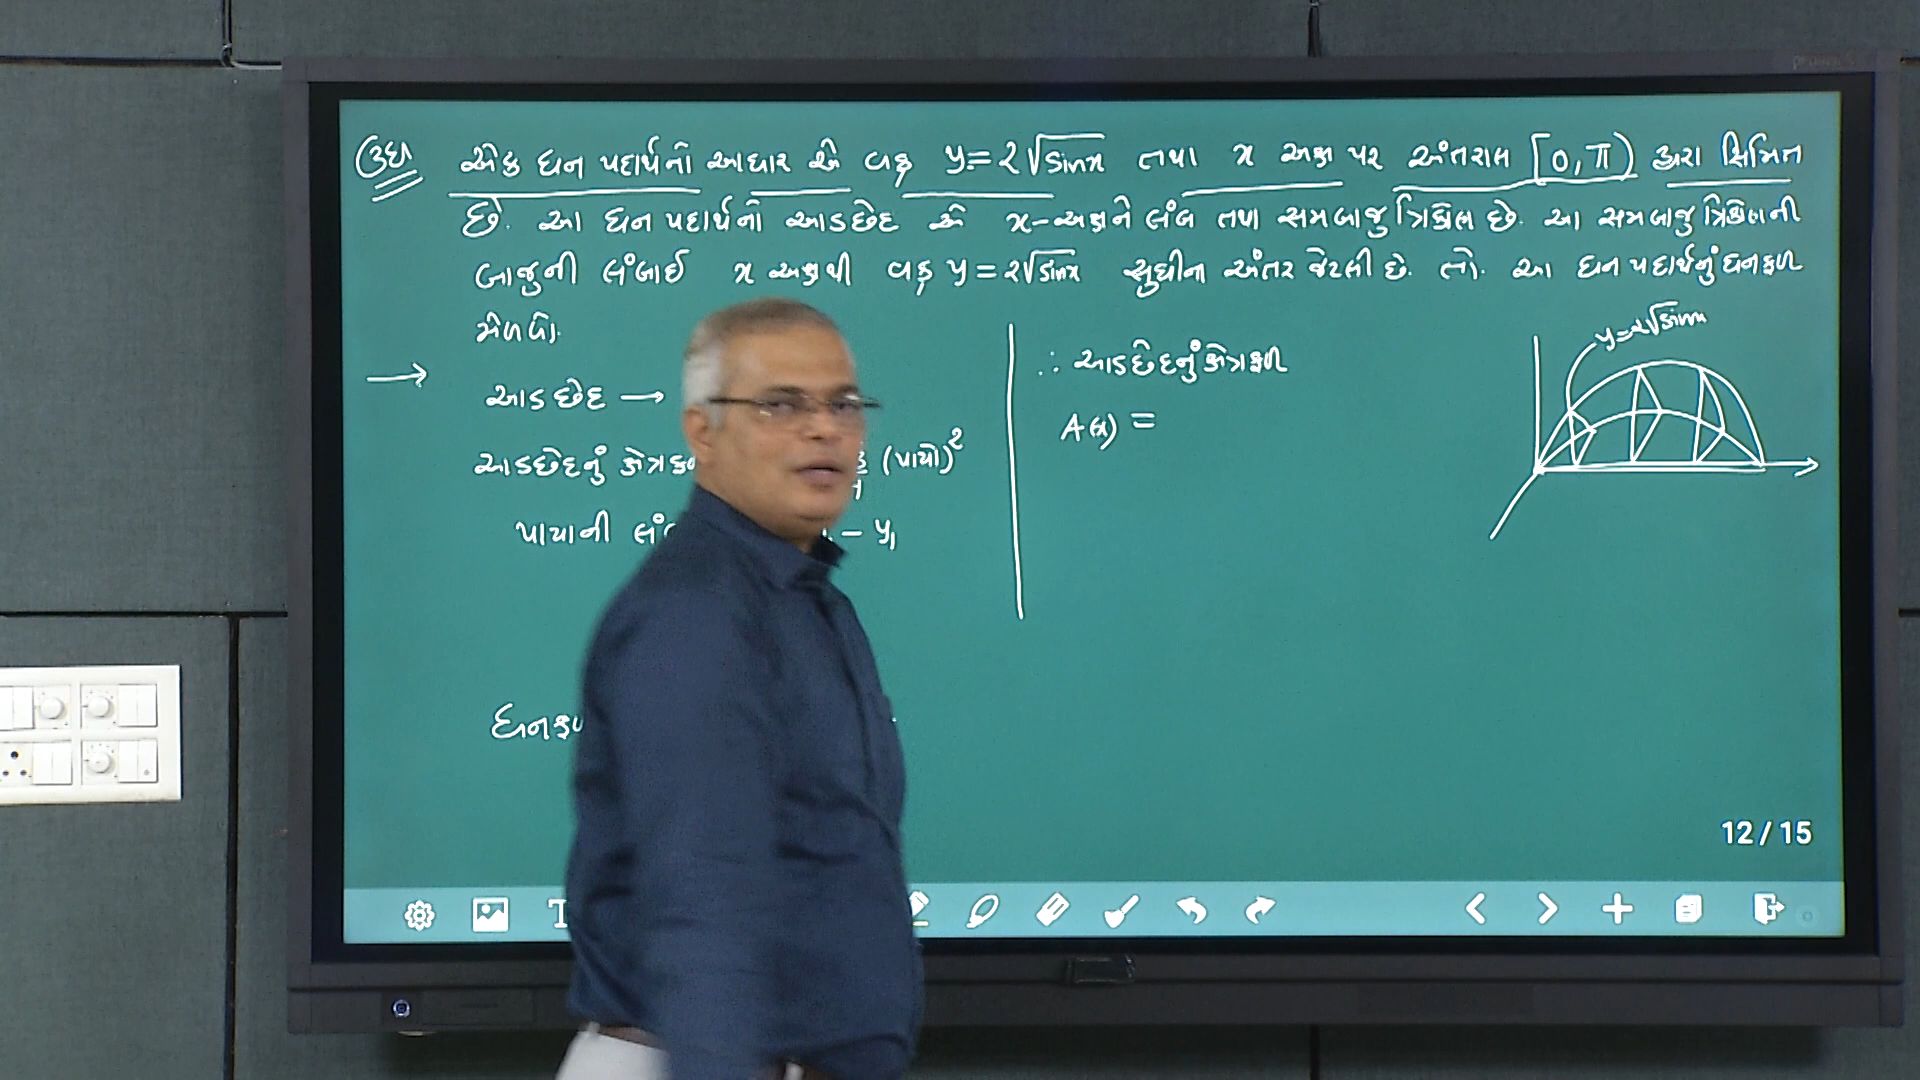 ઉદા એક ઘન પદાર્થનો આધાર એ વક્ર y = 2√sinx તથા x અક્ષ પર અંતરાલ [0, π] દ્વારા સિમિત
છે. આ ઘન પદાર્થનો આડછેદ એ x-અક્ષને લંબ તથા સમબાજુ ત્રિકોણ છે. આ સમબાજુ ત્રિકોણની
બાજુની લંબાઈ x અક્ષથી વક્ર y = 2√sinx સુધીના અંતર જેટલી છે. તો. આ ઘન પદાર્થનું ઘનફળ
મેળવો.
→ આડછેદ →
આડછેદનું (પાયો)²
પાયાની – y₁
∴ આડછેદનું ક્ષેત્રફળ
A(x) =
y=2√sinx
12/15